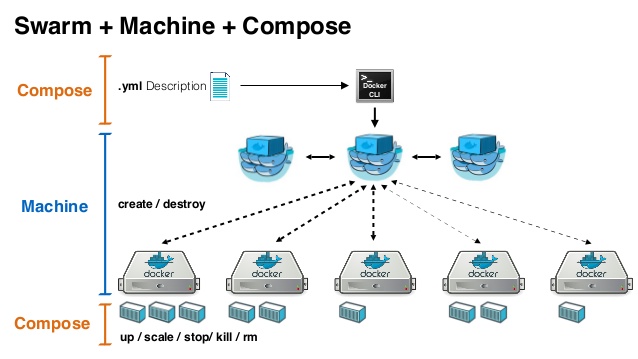 Swarm + Machine + Compose
Compose
.yml Description
>_
Docker
CLI
Machine
create / destroy
docker
docker
docker
docker
docker
Compose
up / scale / stop/ kill / rm